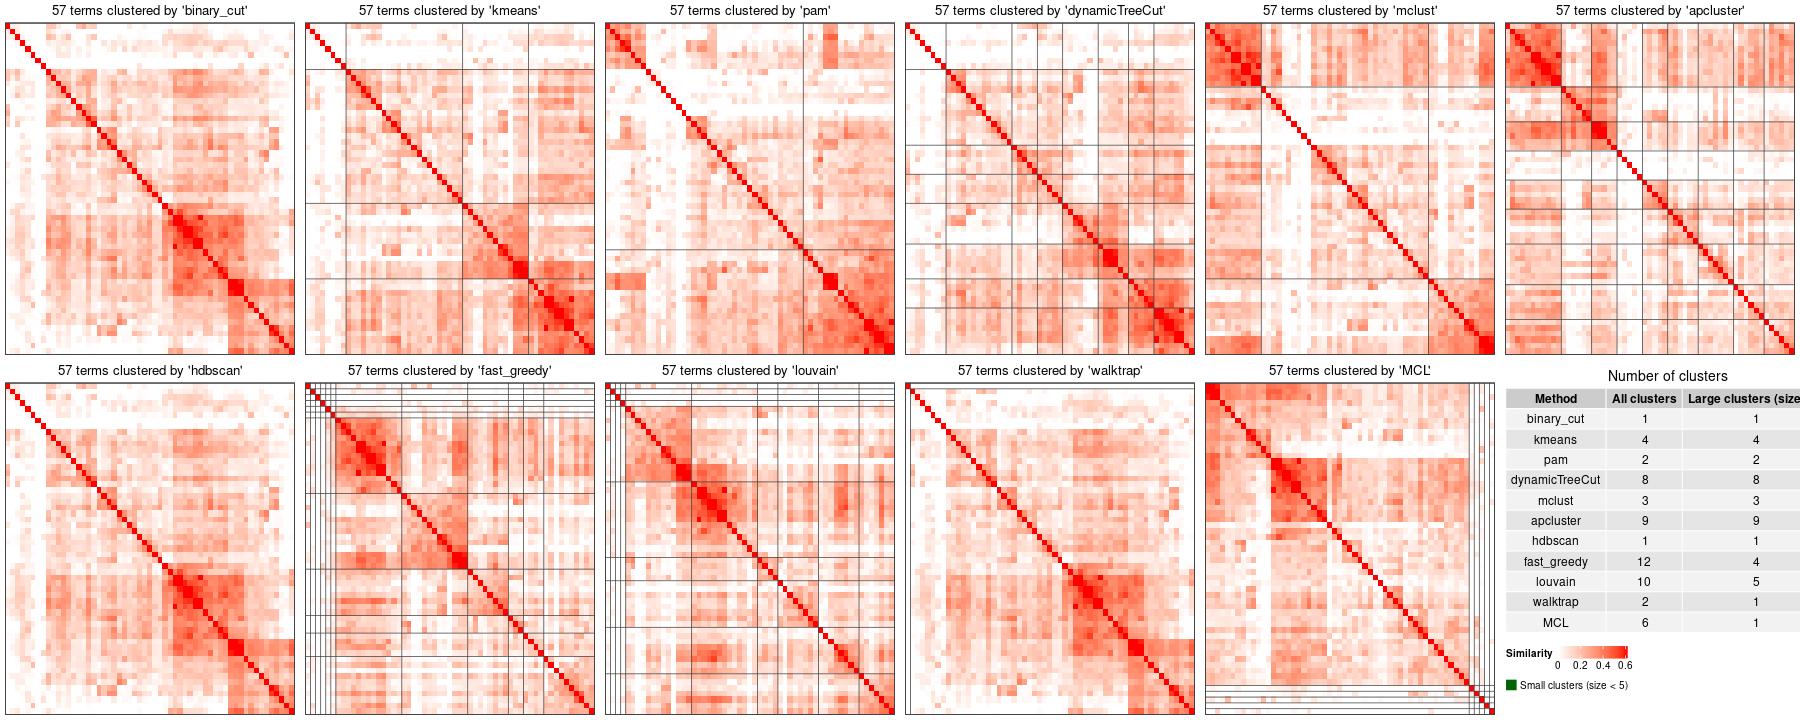 57 terms clustered by 'binary_cut'
57 terms clustered by 'kmeans'
57 terms clustered by 'pam'
57 terms clustered by 'dynamicTreeCut'
57 terms clustered by 'mclust'
57 terms clustered by 'apcluster'
57 terms clustered by 'hdbscan'
57 terms clustered by 'fast_greedy'
57 terms clustered by 'louvain'
57 terms clustered by 'walktrap'
57 terms clustered by 'MCL'
Number of clusters
Method All clusters Large clusters (size
binary_cut 1 1
kmeans 4 4
pam 2 2
dynamicTreeCut 8 8
mclust 3 3
apcluster 9 9
hdbscan 1 1
fast_greedy 12 4
louvain 10 5
walktrap 2 1
MCL 6 1
Similarity
0 0.2 0.4 0.6
Small clusters (size < 5)